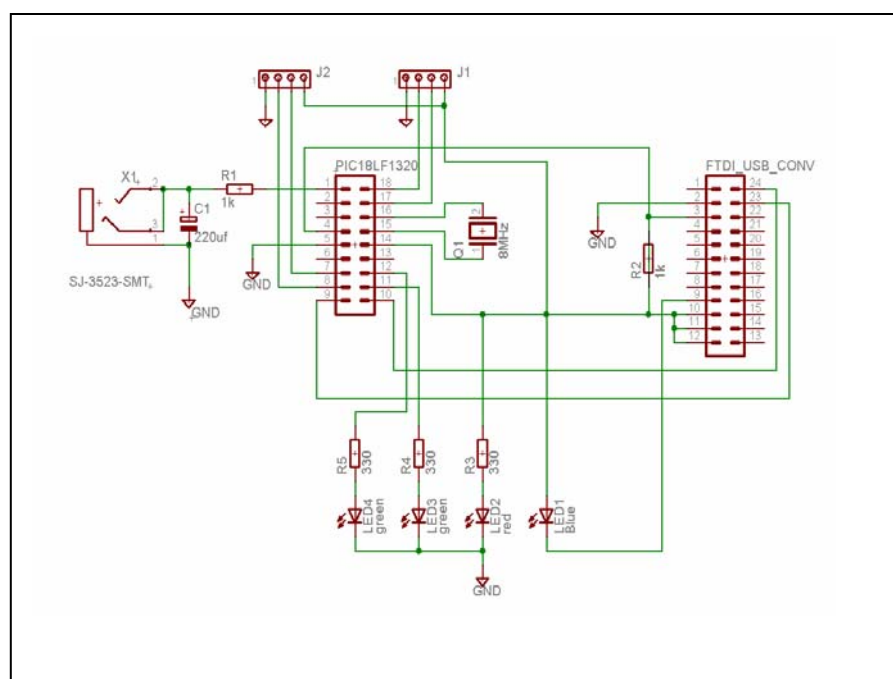 J2
J1
1
1
PIC18LF1320
FTDI_USB_CONV
X1
2
3
1
SJ-3523-SMT
R1
1k
C1
220uf
GND
GND
1
2
3
4
5
6
7
8
9
18
17
16
15
14
13
12
11
10
2
1
Q1
8MHz
GND
R2
1k
1
2
3
4
5
6
7
8
9
10
11
12
24
23
22
21
20
19
18
17
16
15
14
13
R5
330
R4
330
R3
330
LED4
green
LED3
green
LED2
red
LED1
Blue
GND